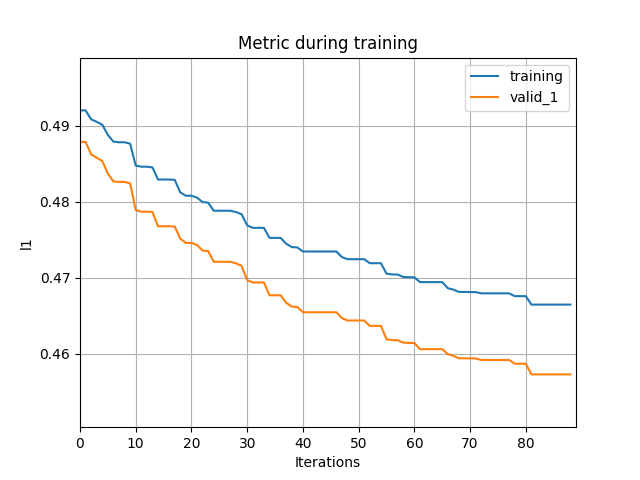 Metric during training
training
valid_1
0.49
0.48
0.47
0.46
l1
0 10 20 30 40 50 60 70 80
Iterations